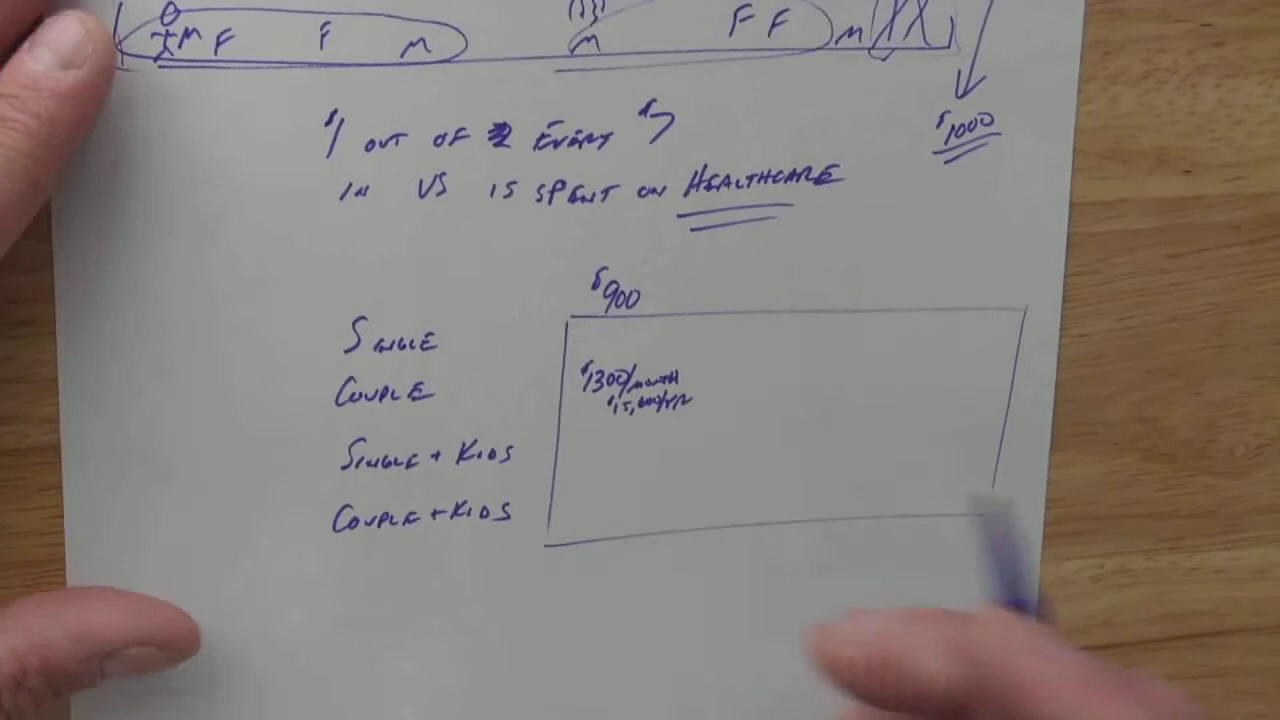 M F F M M F F M
$1000
$1 OUT OF EVERY $7
IN US IS SPENT ON HEALTHCARE
$900
SINGLE
$1300/MONTH
COUPLE
SINGLE + KIDS
COUPLE + KIDS